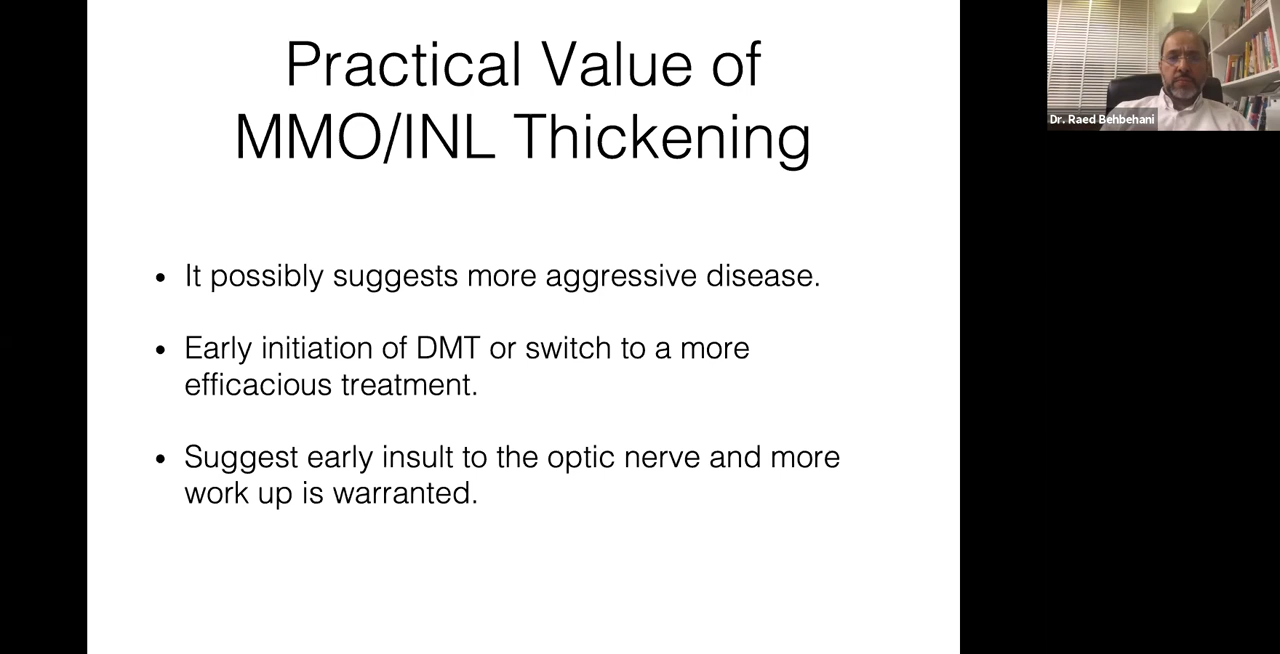 Practical Value of
MMO/INL Thickening
• It possibly suggests more aggressive disease.
• Early initiation of DMT or switch to a more
efficacious treatment.
• Suggest early insult to the optic nerve and more
work up is warranted.
Dr. Raed Behbehani